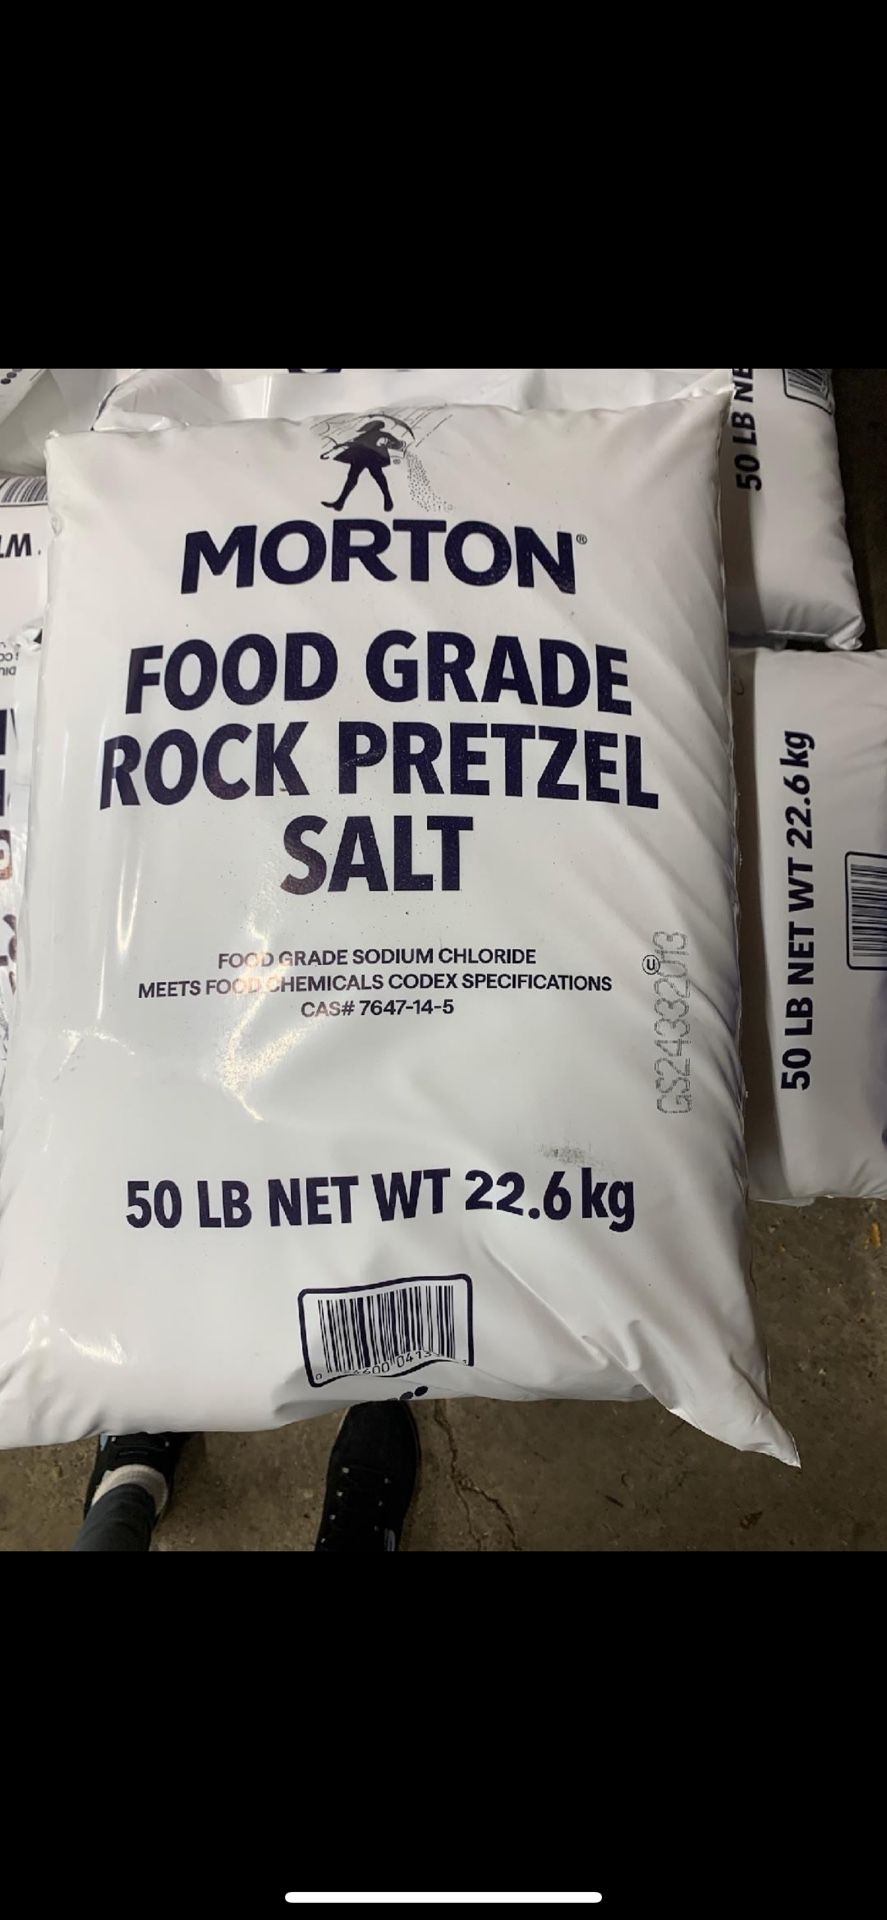 MORTON®
FOOD GRADE
ROCK PRETZEL
SALT
FOOD GRADE SODIUM CHLORIDE
MEETS FOOD CHEMICALS CODEX SPECIFICATIONS
CAS# 7647-14-5
U
GS24332013
50 LB NET WT 22.6 kg
50 LB
50 LB NET WT 22.6 kg